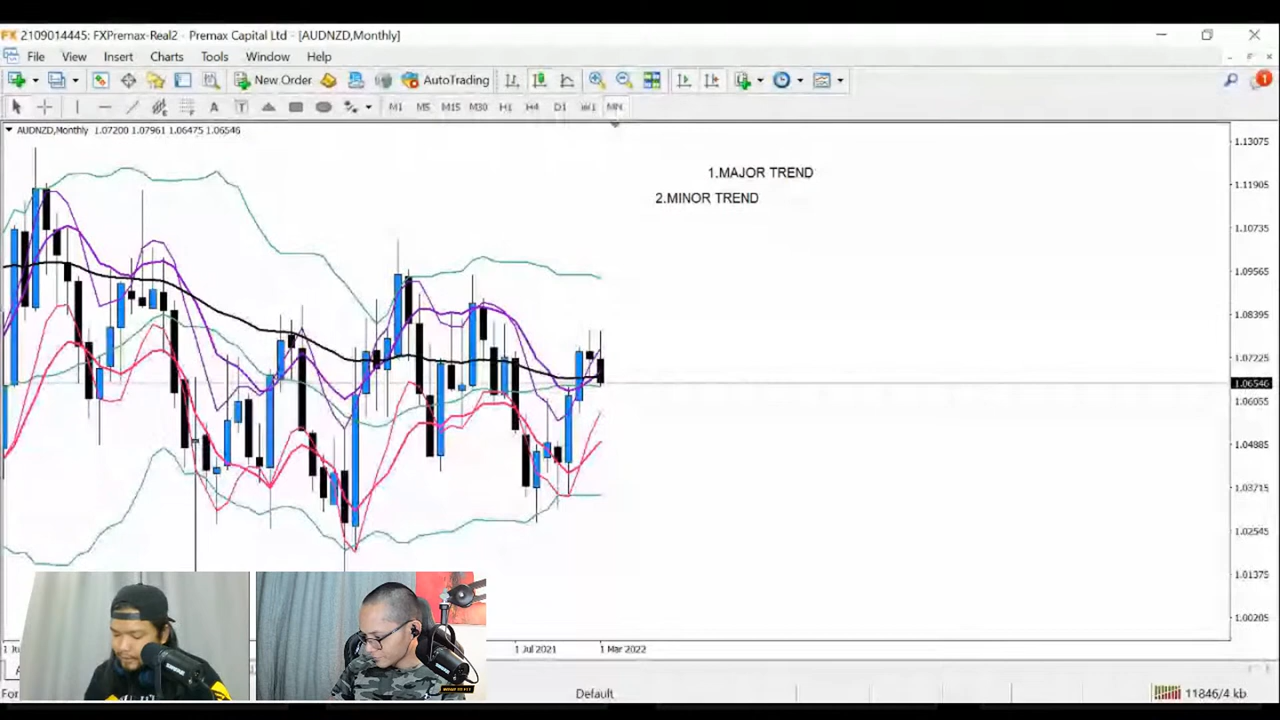 2109014445: FXPremax-Real2 - Premax Capital Ltd - [AUDNZD,Monthly]
File View Insert Charts Tools Window Help
New Order AutoTrading
A T M1 M5 M15 M30 H1 H4 D1 W1 MN
AUDNZD,Monthly 1.07200 1.07961 1.06475 1.06546
1.13075
1.MAJOR TREND
1.11905
2.MINOR TREND
1.10735
1.09565
1.08395
1.07225
1.06546
1.06055
1.04885
1.03715
1.02545
1.01375
1.00205
1 Jul 2021 1 Mar 2022
Default
11846/4 kb